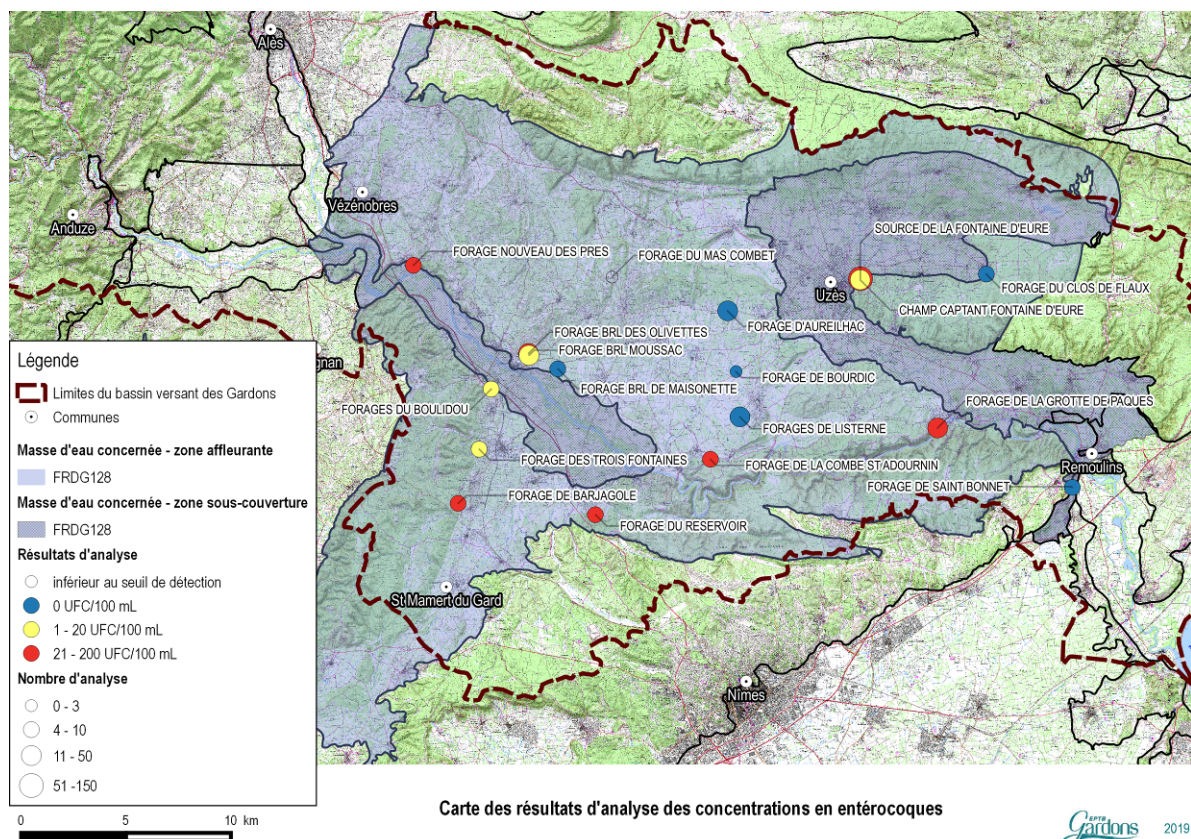 Alès
Vézénobres
Anduze
SOURCE DE LA FONTAINE D'EURE
FORAGE NOUVEAU DES PRES
FORAGE DU MAS COMBET
Uzès
FORAGE DU CLOS DE FLAUX
CHAMP CAPTANT FONTAINE D'EURE
FORAGE BRL DES OLIVETTES
FORAGE D'AUREILHAC
FORAGE BRL MOUSSAC
FORAGE DE BOURDIC
FORAGE BRL DE MAISONETTE
FORAGE DE LA GROTTE DE PAQUES
FORAGES DU BOULIDOU
FORAGES DE LISTERNE
FORAGE DES TROIS FONTAINES
FORAGE DE LA COMBE ST ADOURNIN
Remoulins
FORAGE DE SAINT BONNET
FORAGE DE BARJAGOLE
FORAGE DU RESERVOIR
St Mamert du Gard
Nîmes
gnan
Légende
Limites du bassin versant des Gardons
Communes
Masse d'eau concernée - zone affleurante
FRDG128
Masse d'eau concernée - zone sous-couverture
FRDG128
Résultats d'analyse
inférieur au seuil de détection
0 UFC/100 mL
1 - 20 UFC/100 mL
21 - 200 UFC/100 mL
Nombre d'analyse
0 - 3
4 - 10
11 - 50
51 -150
0 5 10 km
Carte des résultats d'analyse des concentrations en entérocoques
EPTB
Gardons
2019